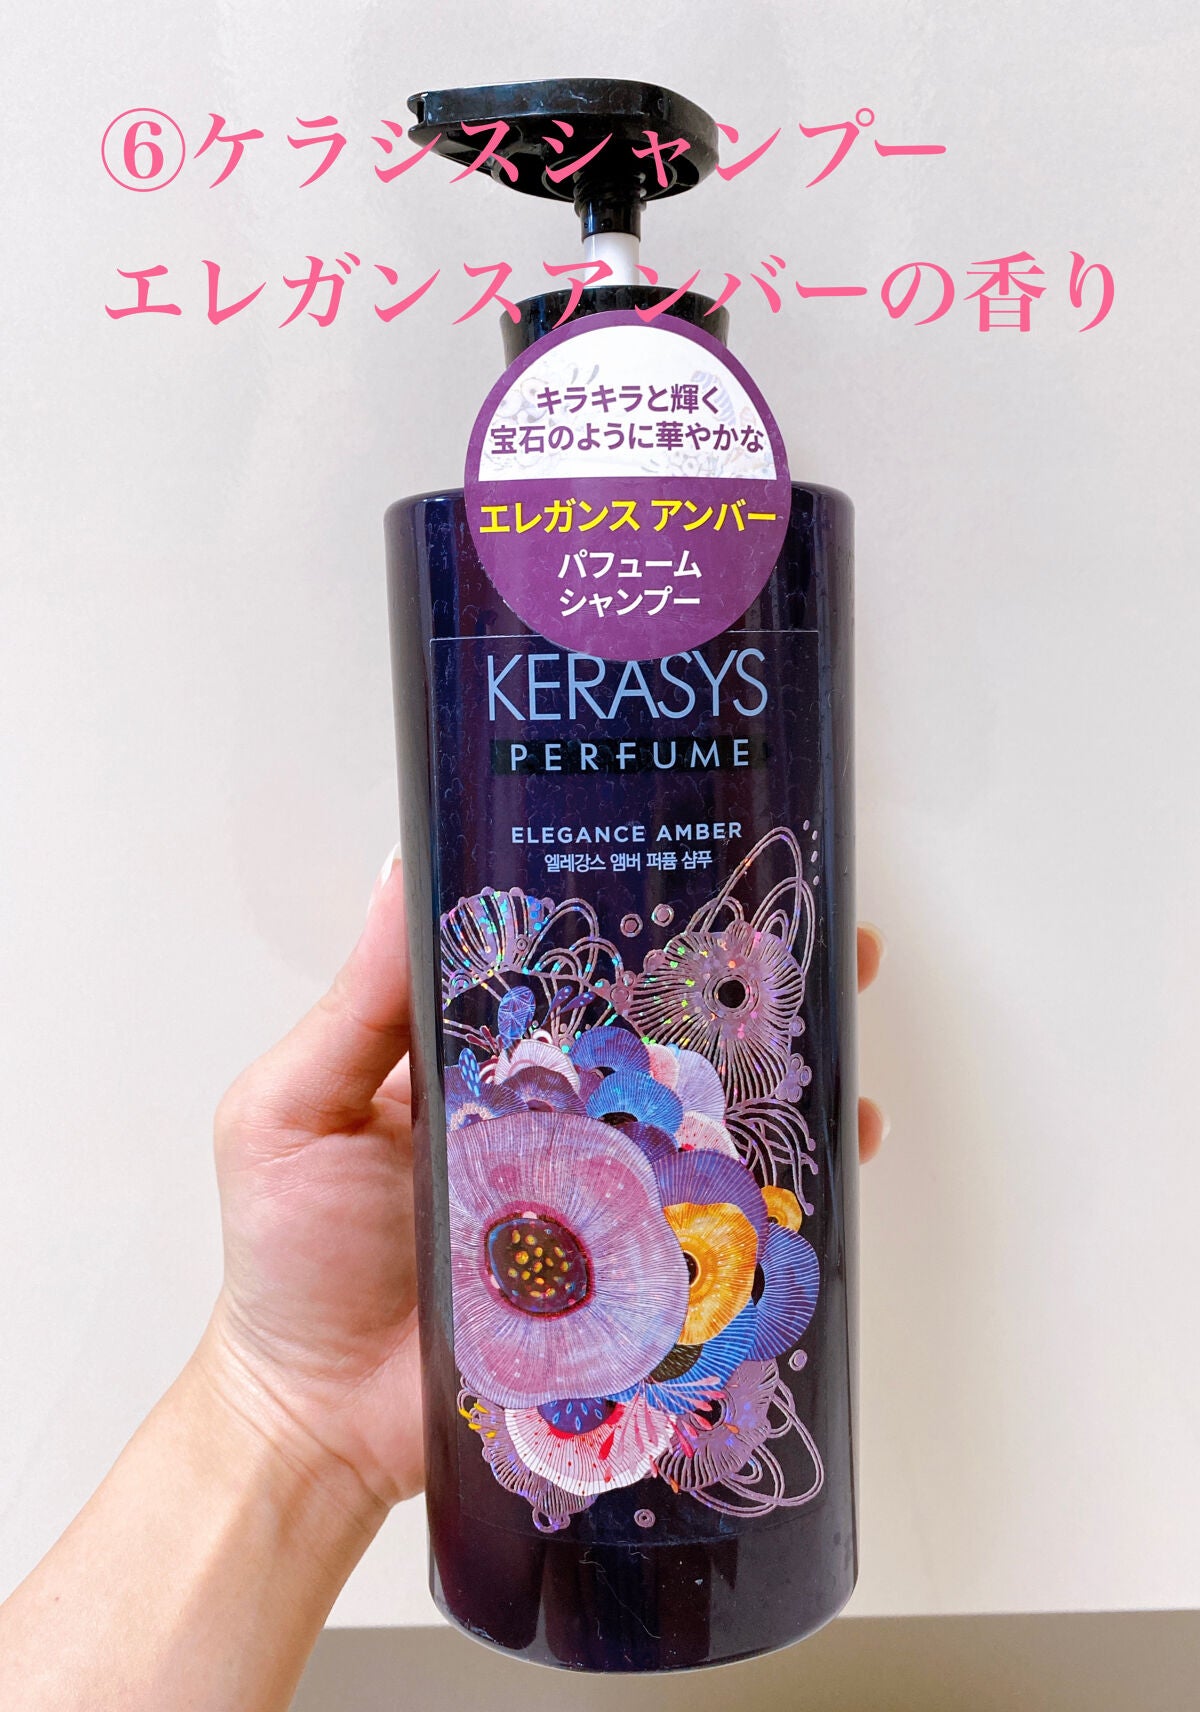 ⑥ケラシスシャンプー
エレガンスアンバーの香り
キラキラと輝く
宝石のように華やかな
エレガンス アンバー
パフューム
シャンプー
KERASYS
PERFUME
ELEGANCE AMBER
엘레강스 앰버 퍼퓸 샴푸